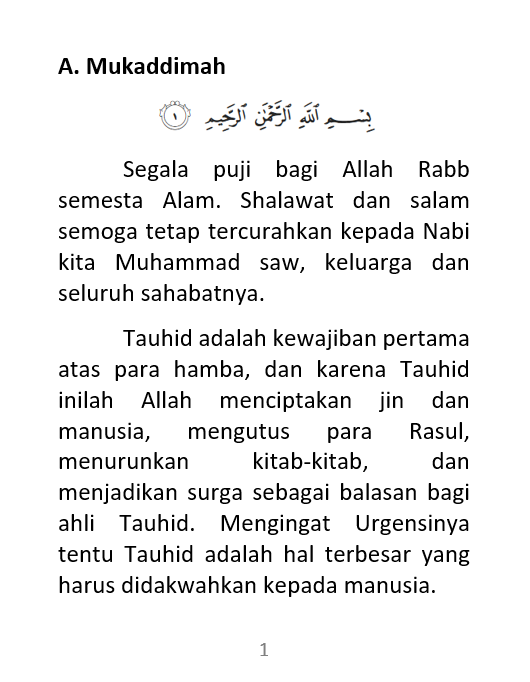 A. Mukaddimah
بِسْمِ ٱللَّهِ ٱلرَّحْمَٰنِ ٱلرَّحِيمِ ١
Segala puji bagi Allah Rabb
semesta Alam. Shalawat dan salam
semoga tetap tercurahkan kepada Nabi
kita Muhammad saw, keluarga dan
seluruh sahabatnya.
Tauhid adalah kewajiban pertama
atas para hamba, dan karena Tauhid
inilah Allah menciptakan jin dan
manusia, mengutus para Rasul,
menurunkan kitab-kitab, dan
menjadikan surga sebagai balasan bagi
ahli Tauhid. Mengingat Urgensinya
tentu Tauhid adalah hal terbesar yang
harus didakwahkan kepada manusia.
1